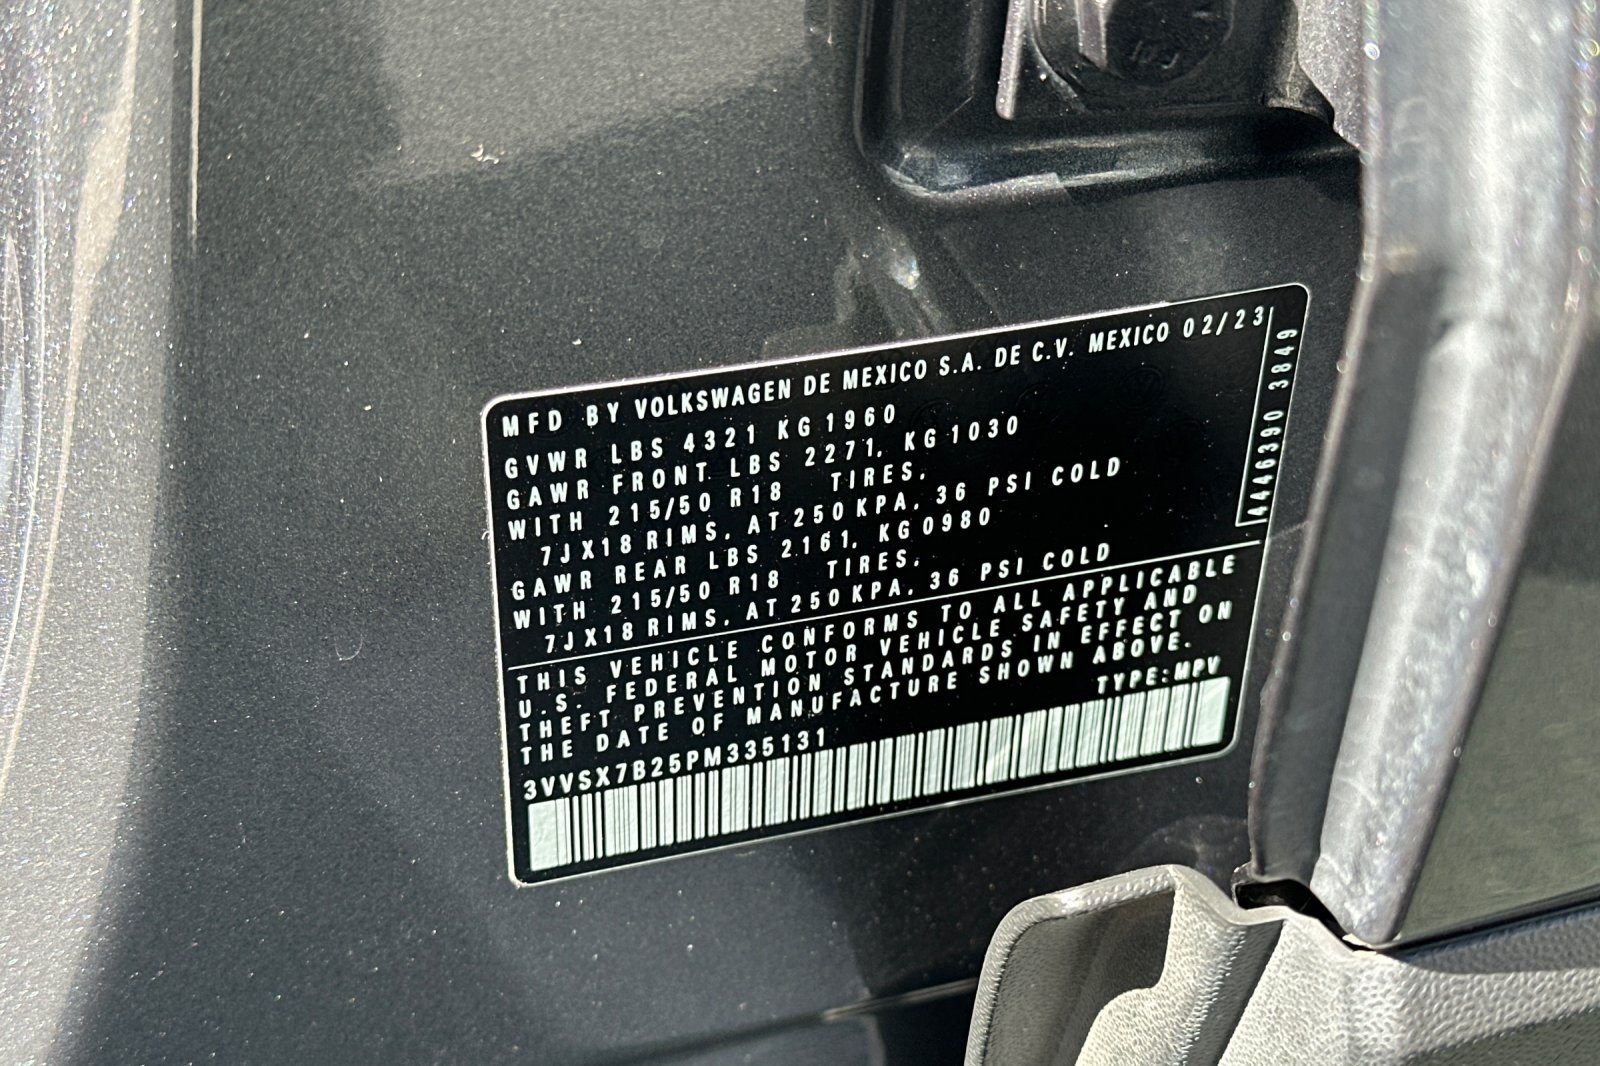 MFD BY VOLKSWAGEN DE MEXICO S.A. DE C.V. MEXICO 02/23
GVWR LBS 4321 KG 1960
GAWR FRONT LBS 2271, KG 1030
WITH 215/50 R18 TIRES,
7JX18 RIMS, AT 250 KPA, 36 PSI COLD
GAWR REAR LBS 2161, KG 0980
WITH 215/50 R18 TIRES,
7JX18 RIMS, AT 250 KPA, 36 PSI COLD
THIS VEHICLE CONFORMS TO ALL APPLICABLE
U.S. FEDERAL MOTOR VEHICLE SAFETY AND
THEFT PREVENTION STANDARDS IN EFFECT ON
THE DATE OF MANUFACTURE SHOWN ABOVE.
TYPE: MPV
3VVSX7B25PM335131
4446390 3849